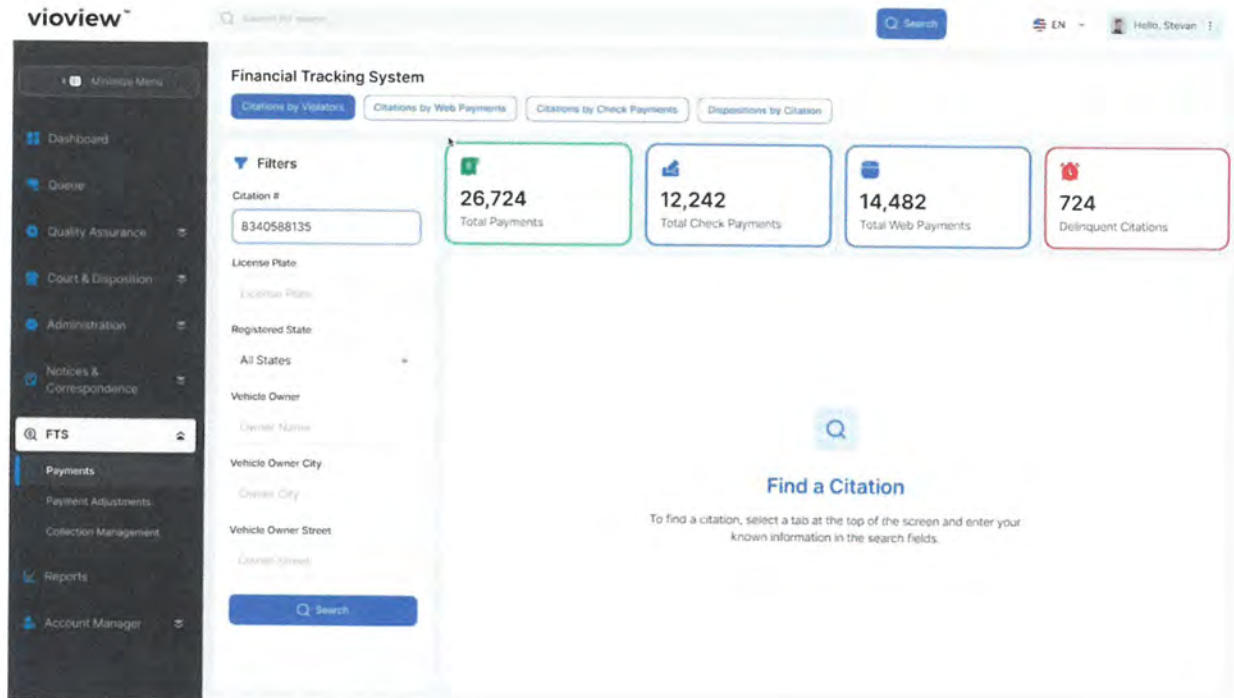 vioview™
Search for
Search
EN
Hello, Stevan
Minimize Menu
Dashboard
Queue
Quality Assurance
Court & Disposition
Administration
Notices &
Correspondence
FTS
Payments
Payment Adjustments
Collection Management
Reports
Account Manager
Financial Tracking System
Citations by Violators
Citations by Web Payments
Citations by Check Payments
Dispositions by Citation
Filters
Citation #
8340588135
License Plate
License Plate
Registered State
All States
Vehicle Owner
Owner Name
Vehicle Owner City
Owner City
Vehicle Owner Street
Owner Street
Search
26,724
Total Payments
12,242
Total Check Payments
14,482
Total Web Payments
724
Delinquent Citations
Find a Citation
To find a citation, select a tab at the top of the screen and enter your
known information in the search fields.